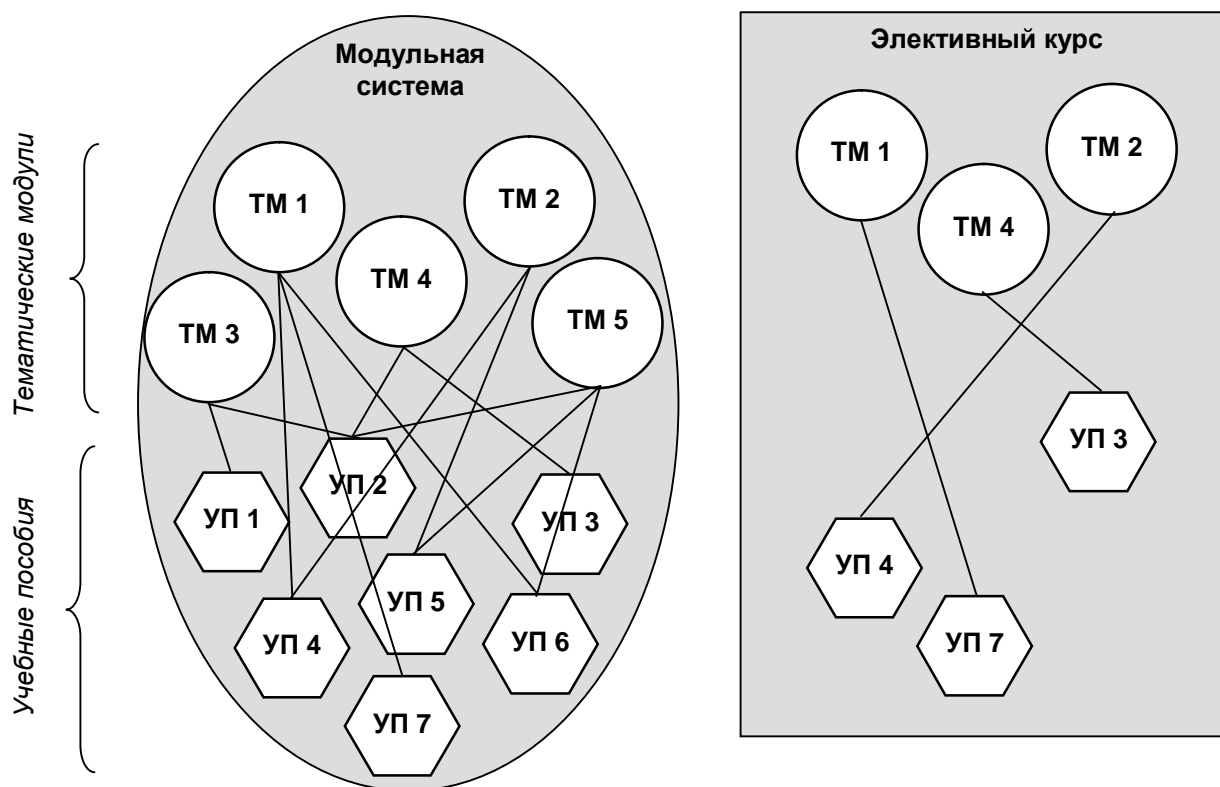 Тематические модули
Учебные пособия
Модульная
система
ТМ 1
ТМ 2
ТМ 4
ТМ 3
ТМ 5
УП 2
УП 1
УП 3
УП 5
УП 4
УП 6
УП 7
Элективный курс
ТМ 1
ТМ 2
ТМ 4
УП 3
УП 4
УП 7